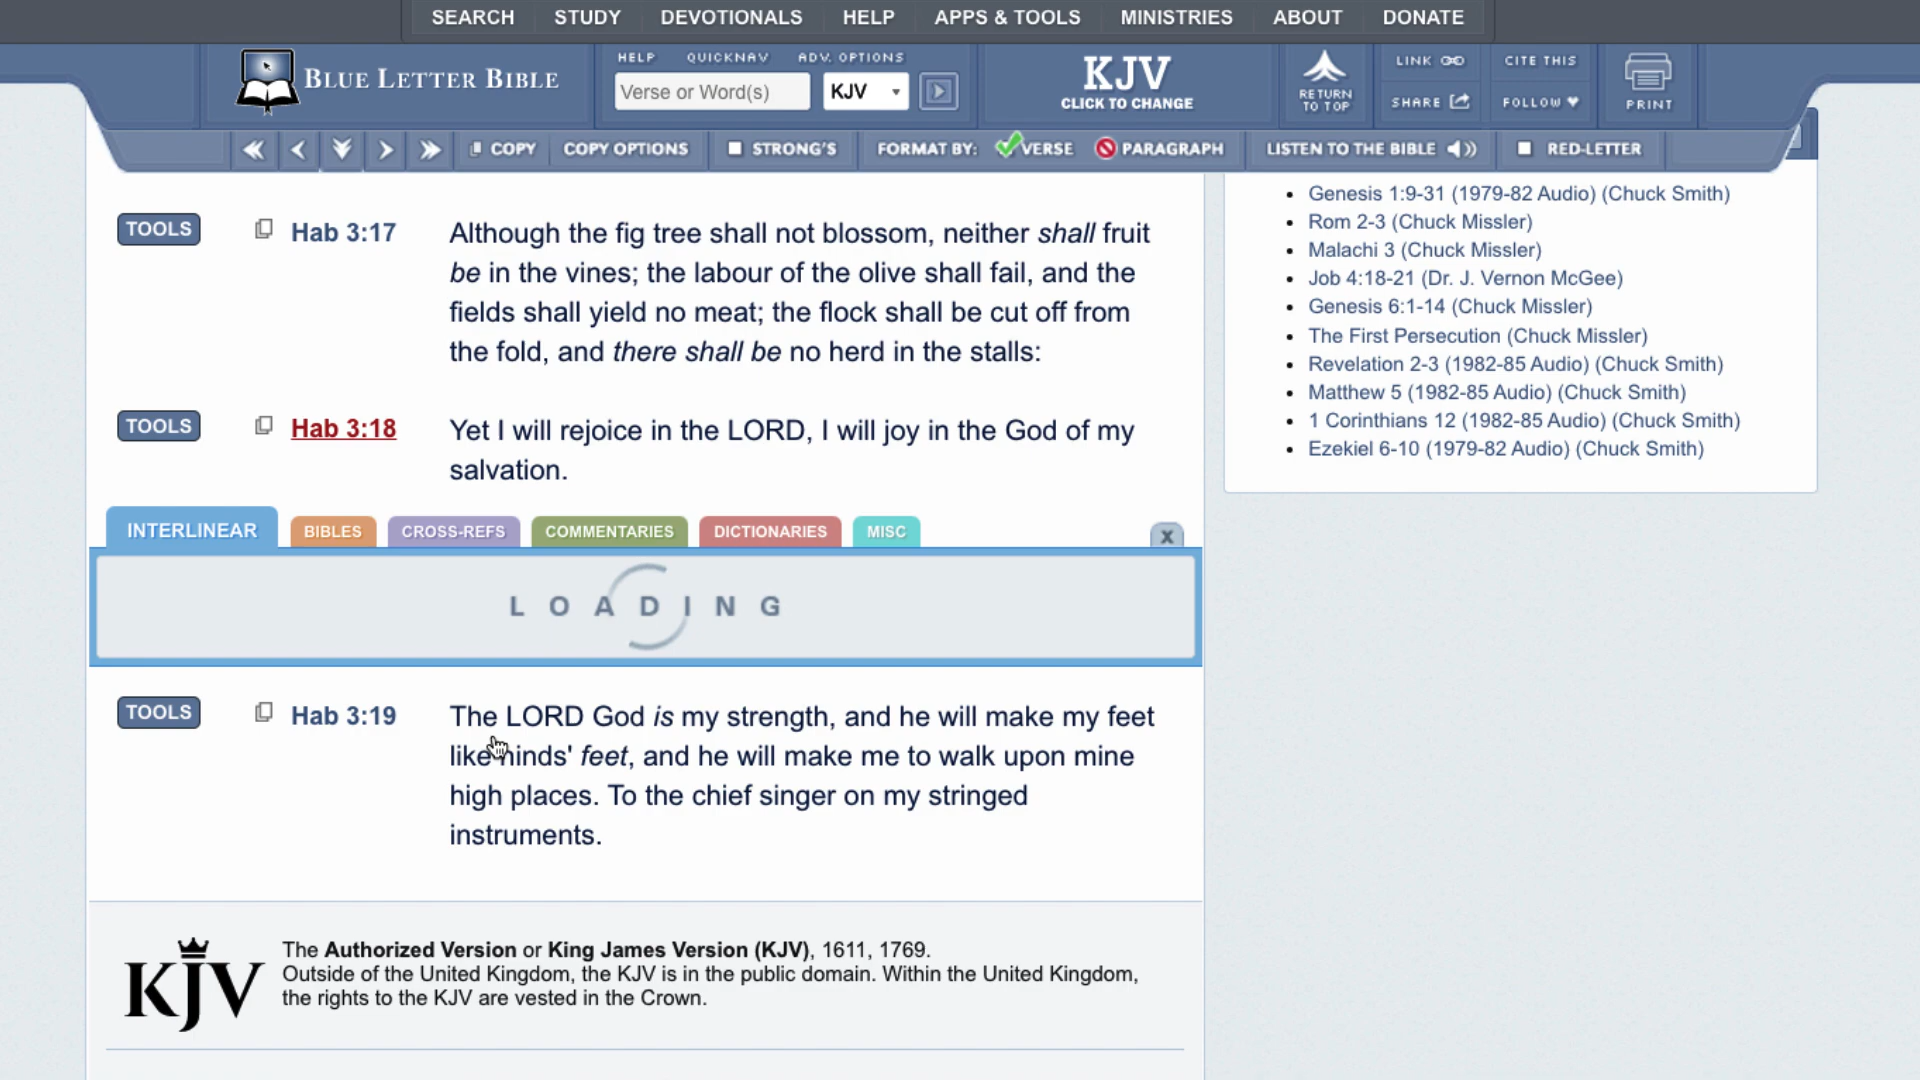 SEARCH STUDY DEVOTIONALS HELP APPS & TOOLS MINISTRIES ABOUT DONATE
BLUE LETTER BIBLE
HELP QUICKNAV ADV. OPTIONS
Verse or Word(s) KJV
KJV
CLICK TO CHANGE
RETURN
TO TOP
LINK
SHARE
CITE THIS
FOLLOW
PRINT
COPY COPY OPTIONS STRONG'S FORMAT BY: VERSE PARAGRAPH LISTEN TO THE BIBLE RED-LETTER
TOOLS Hab 3:17 Although the fig tree shall not blossom, neither shall fruit
be in the vines; the labour of the olive shall fail, and the
fields shall yield no meat; the flock shall be cut off from
the fold, and there shall be no herd in the stalls:
TOOLS Hab 3:18 Yet I will rejoice in the LORD, I will joy in the God of my
salvation.
INTERLINEAR BIBLES CROSS-REFS COMMENTARIES DICTIONARIES MISC X
LOADING
TOOLS Hab 3:19 The LORD God is my strength, and he will make my feet
like hinds' feet, and he will make me to walk upon mine
high places. To the chief singer on my stringed
instruments.
KJV
The Authorized Version or King James Version (KJV), 1611, 1769.
Outside of the United Kingdom, the KJV is in the public domain. Within the United Kingdom,
the rights to the KJV are vested in the Crown.
• Genesis 1:9-31 (1979-82 Audio) (Chuck Smith)
• Rom 2-3 (Chuck Missler)
• Malachi 3 (Chuck Missler)
• Job 4:18-21 (Dr. J. Vernon McGee)
• Genesis 6:1-14 (Chuck Missler)
• The First Persecution (Chuck Missler)
• Revelation 2-3 (1982-85 Audio) (Chuck Smith)
• Matthew 5 (1982-85 Audio) (Chuck Smith)
• 1 Corinthians 12 (1982-85 Audio) (Chuck Smith)
• Ezekiel 6-10 (1979-82 Audio) (Chuck Smith)